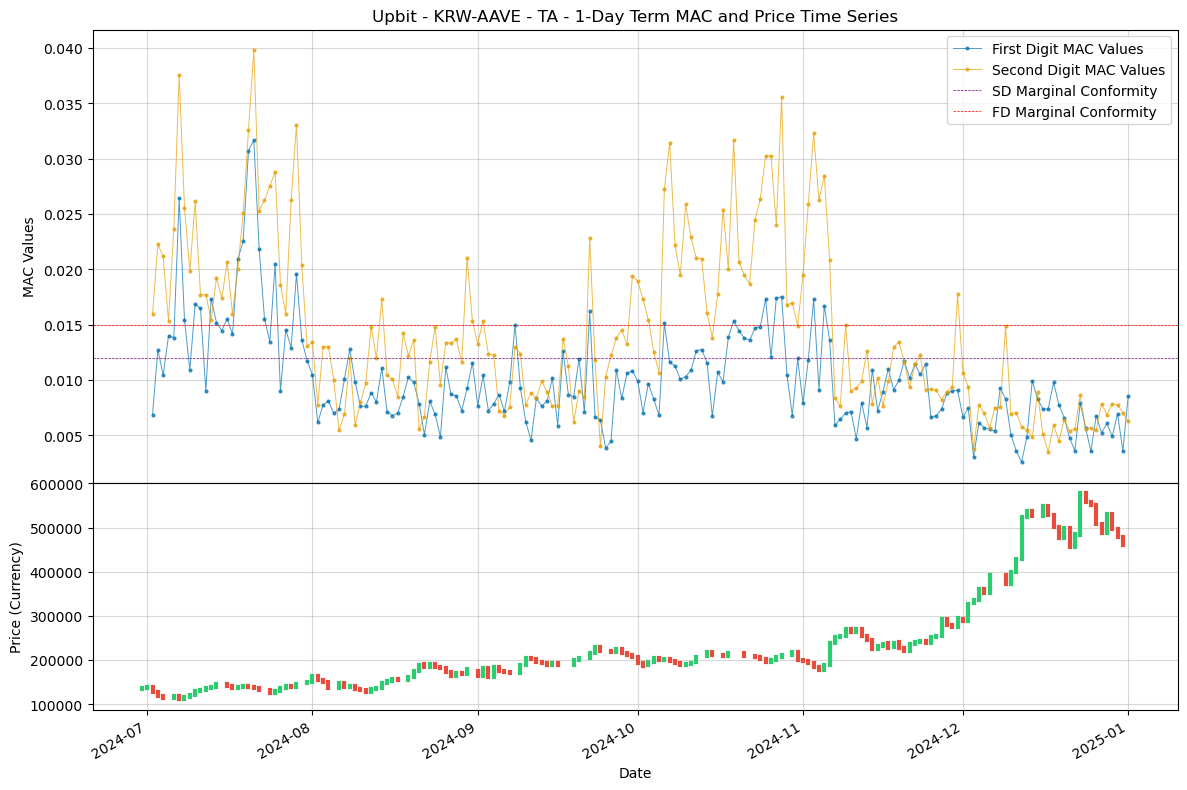 Upbit - KRW-AAVE - TA - 1-Day Term MAC and Price Time Series
MAC Values
0.040
0.035
0.030
0.025
0.020
0.015
0.010
0.005
First Digit MAC Values
Second Digit MAC Values
SD Marginal Conformity
FD Marginal Conformity
Price (Currency)
600000
500000
400000
300000
200000
100000
2024-07
2024-08
2024-09
2024-10
2024-11
2024-12
2025-01
Date